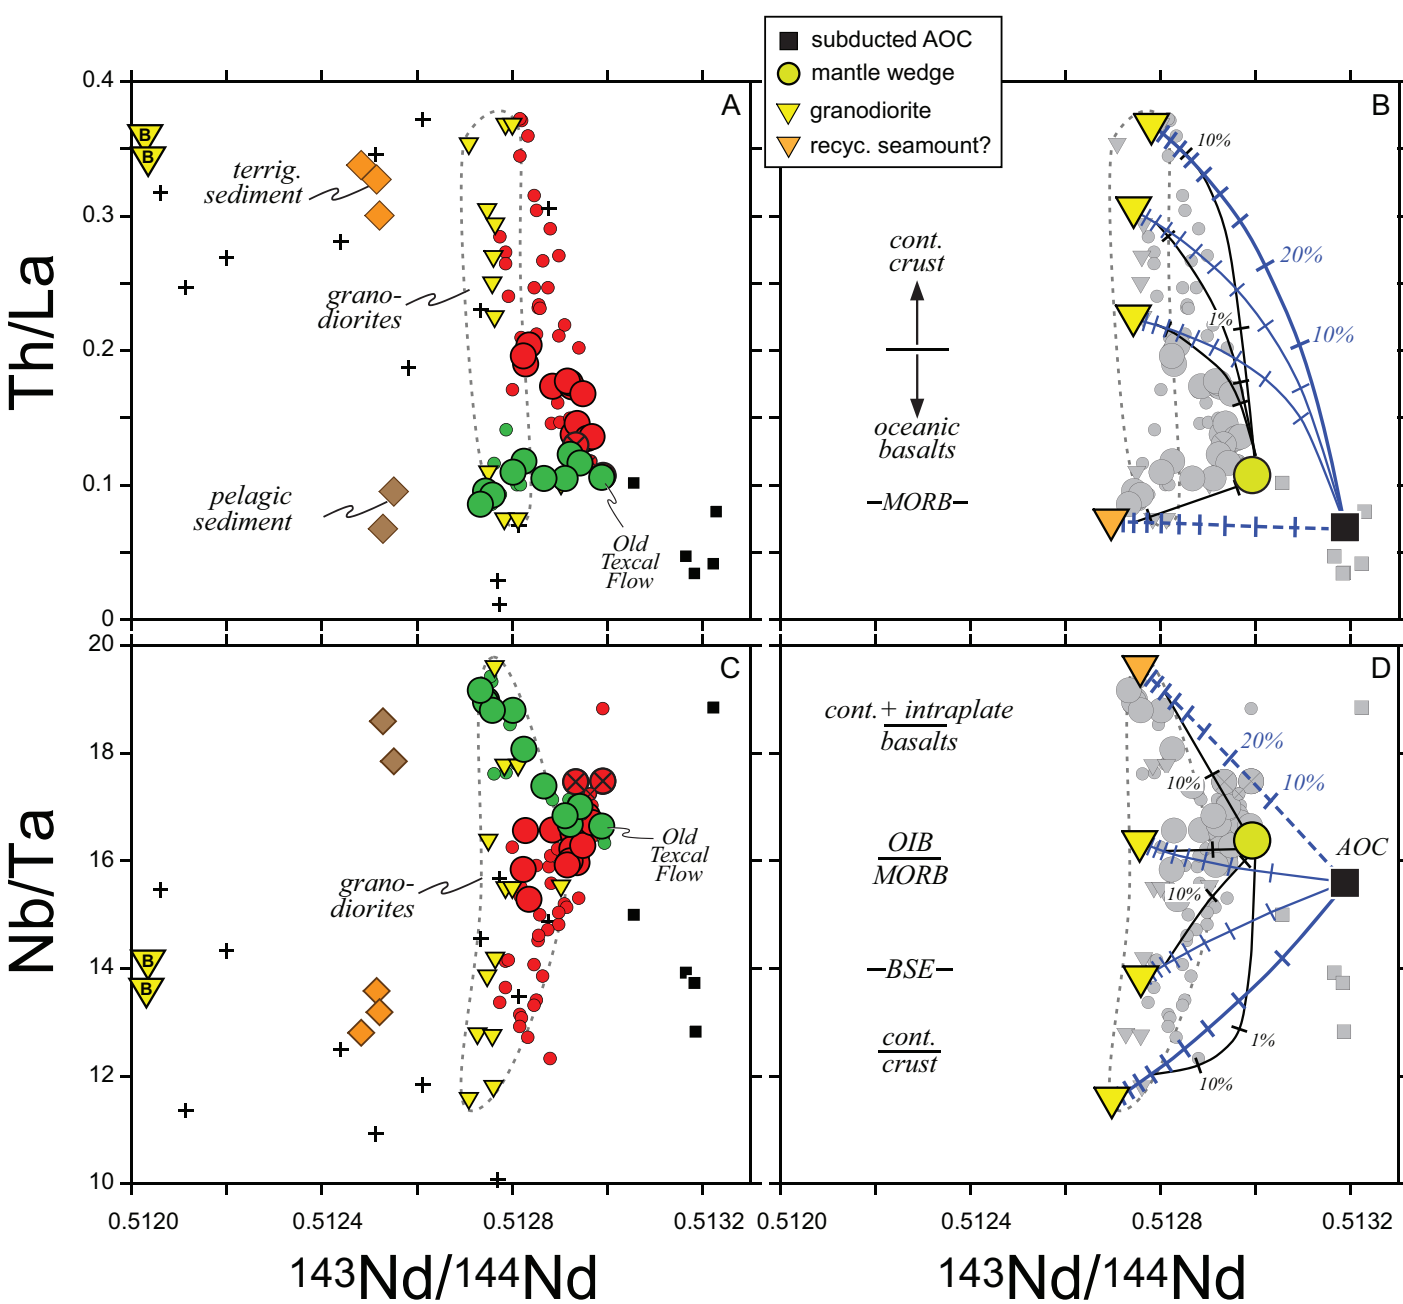 subducted AOC
mantle wedge
granodiorite
recyc. seamount?
Th/La
0.4
0.3
0.2
0.1
0
A
B
B
terrig.
sediment
grano-
diorites
pelagic
sediment
Old
Texcal
Flow
B
cont.
crust
oceanic
basalts
MORB
10%
20%
1%
10%
Nb/Ta
20
18
16
14
12
10
C
B
B
grano-
diorites
Old
Texcal
Flow
D
cont. + intraplate
basalts
OIB
MORB
BSE
cont.
crust
20%
10%
10%
AOC
10%
1%
10%
0.5120
0.5124
0.5128
0.5132
0.5120
0.5124
0.5128
0.5132
143Nd/144Nd
143Nd/144Nd